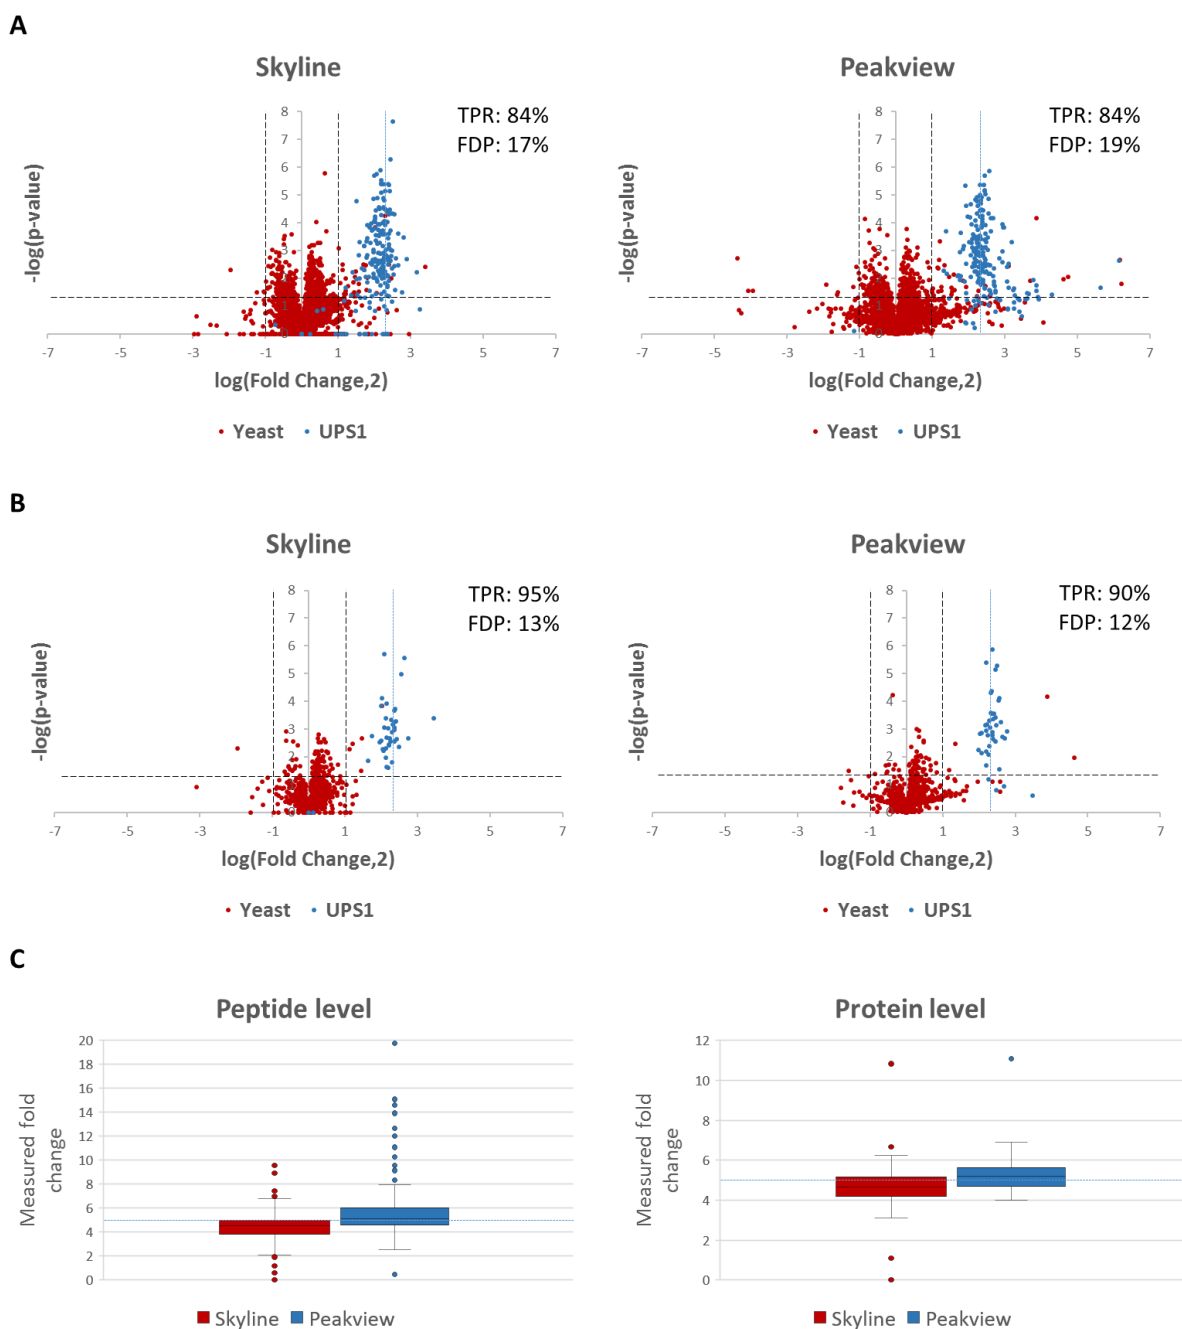 A
Skyline
Peakview
TPR: 84%
FDP: 17%
TPR: 84%
FDP: 19%
-log(p-value)
8
7
6
5
4
3
2
1
0
-7 -5 -3 -1 1 3 5 7
log(Fold Change,2)
Yeast UPS1
-log(p-value)
8
7
6
5
4
3
2
1
0
-7 -5 -3 -1 1 3 5 7
log(Fold Change,2)
Yeast UPS1
B
Skyline
Peakview
TPR: 95%
FDP: 13%
TPR: 90%
FDP: 12%
-log(p-value)
8
7
6
5
4
3
2
1
0
-7 -5 -3 -1 1 3 5 7
log(Fold Change,2)
Yeast UPS1
-log(p-value)
8
7
6
5
4
3
2
1
0
-7 -5 -3 -1 1 3 5 7
log(Fold Change,2)
Yeast UPS1
C
Peptide level
Measured fold
change
20
18
16
14
12
10
8
6
4
2
0
Skyline Peakview
Protein level
Measured fold
change
12
10
8
6
4
2
0
Skyline Peakview